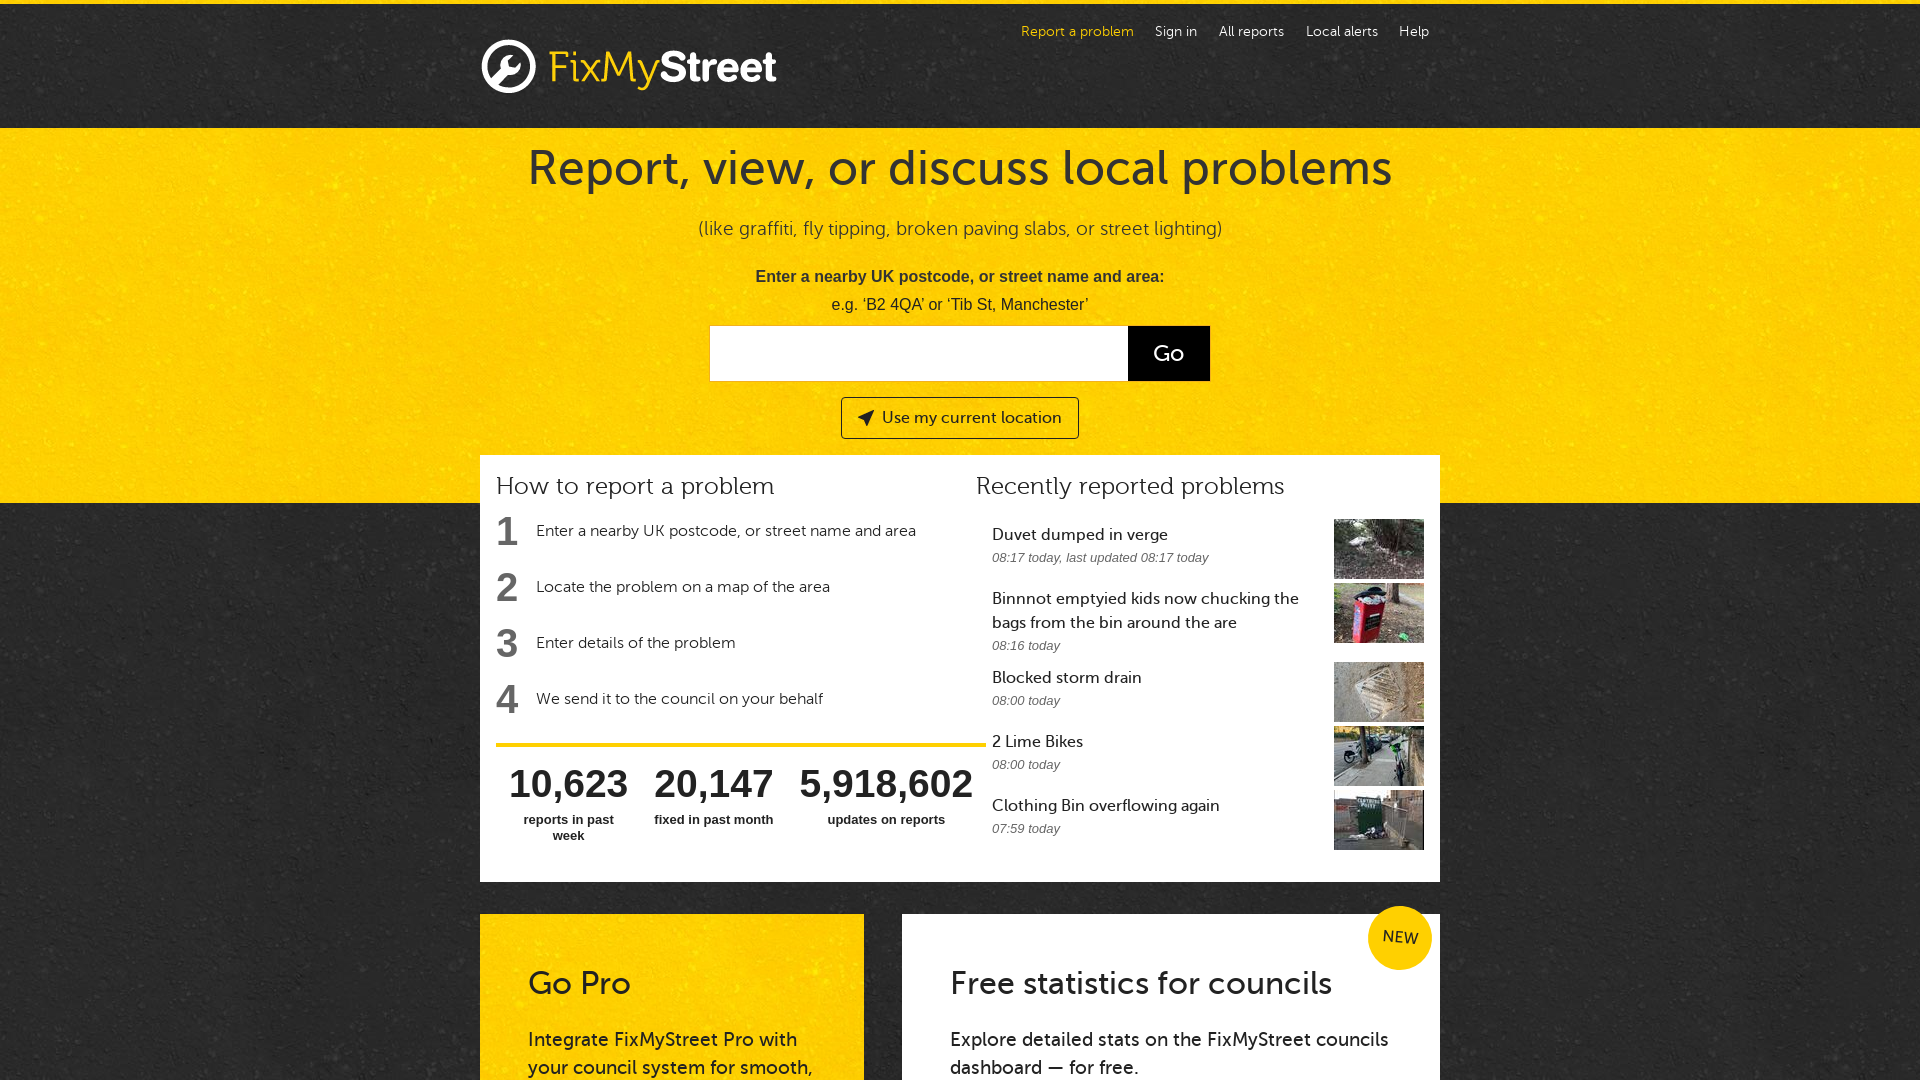 Report a problem
Sign in
All reports
Local alerts
Help
FixMyStreet
Report, view, or discuss local problems
(like graffiti, fly tipping, broken paving slabs, or street lighting)
Enter a nearby UK postcode, or street name and area:
e.g. ‘B2 4QA’ or ‘Tib St, Manchester’
Go
Use my current location
How to report a problem
1 Enter a nearby UK postcode, or street name and area
2 Locate the problem on a map of the area
3 Enter details of the problem
4 We send it to the council on your behalf
10,623
reports in past
week
20,147
fixed in past month
5,918,602
updates on reports
Recently reported problems
Duvet dumped in verge
08:17 today, last updated 08:17 today
Binnnot emptyied kids now chucking the
bags from the bin around the are
08:16 today
Blocked storm drain
08:00 today
2 Lime Bikes
08:00 today
Clothing Bin overflowing again
07:59 today
Go Pro
Integrate FixMyStreet Pro with
your council system for smooth,
NEW
Free statistics for councils
Explore detailed stats on the FixMyStreet councils
dashboard — for free.